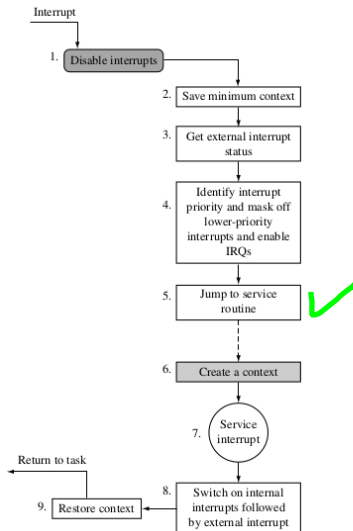 Interrupt
1. Disable interrupts
2. Save minimum context
3. Get external interrupt
status
4. Identify interrupt
priority and mask off
lower-priority
interrupts and enable
IRQs
5. Jump to service
routine
6. Create a context
7. Service
interrupt
8. Switch on internal
interrupts followed
by external interrupt
Return to task
9. Restore context